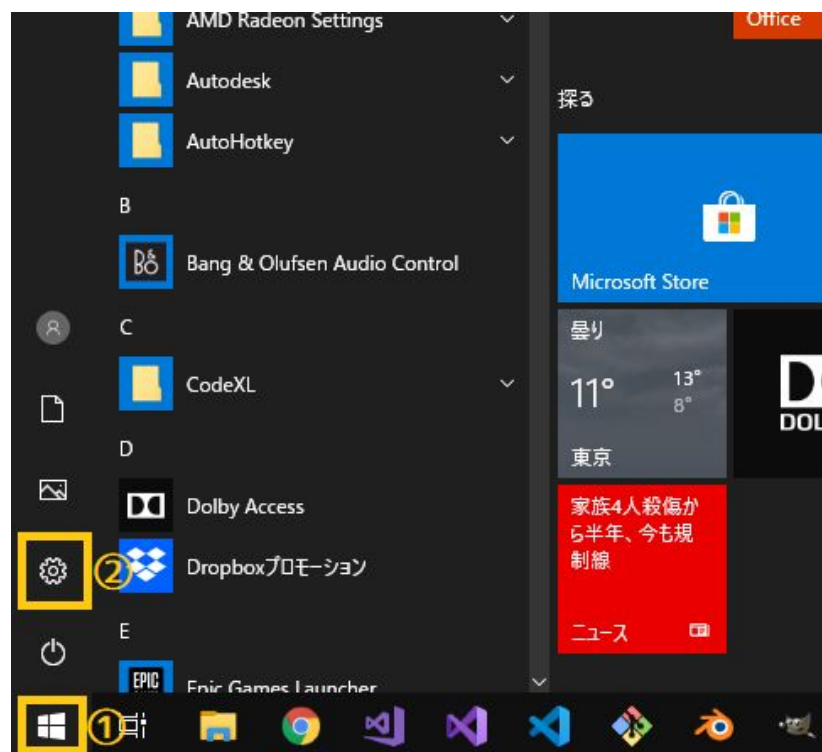 AMD Radeon Settings
Autodesk
AutoHotkey
B
Bang & Olufsen Audio Control
C
CodeXL
D
Dolby Access
Dropboxプロモーション
E
Epic Games Launcher
②
①
Office
探る
Microsoft Store
曇り
11°
13°
8°
東京
家族4人殺傷か
ら半年、今も規
制線
ニュース
EPIC